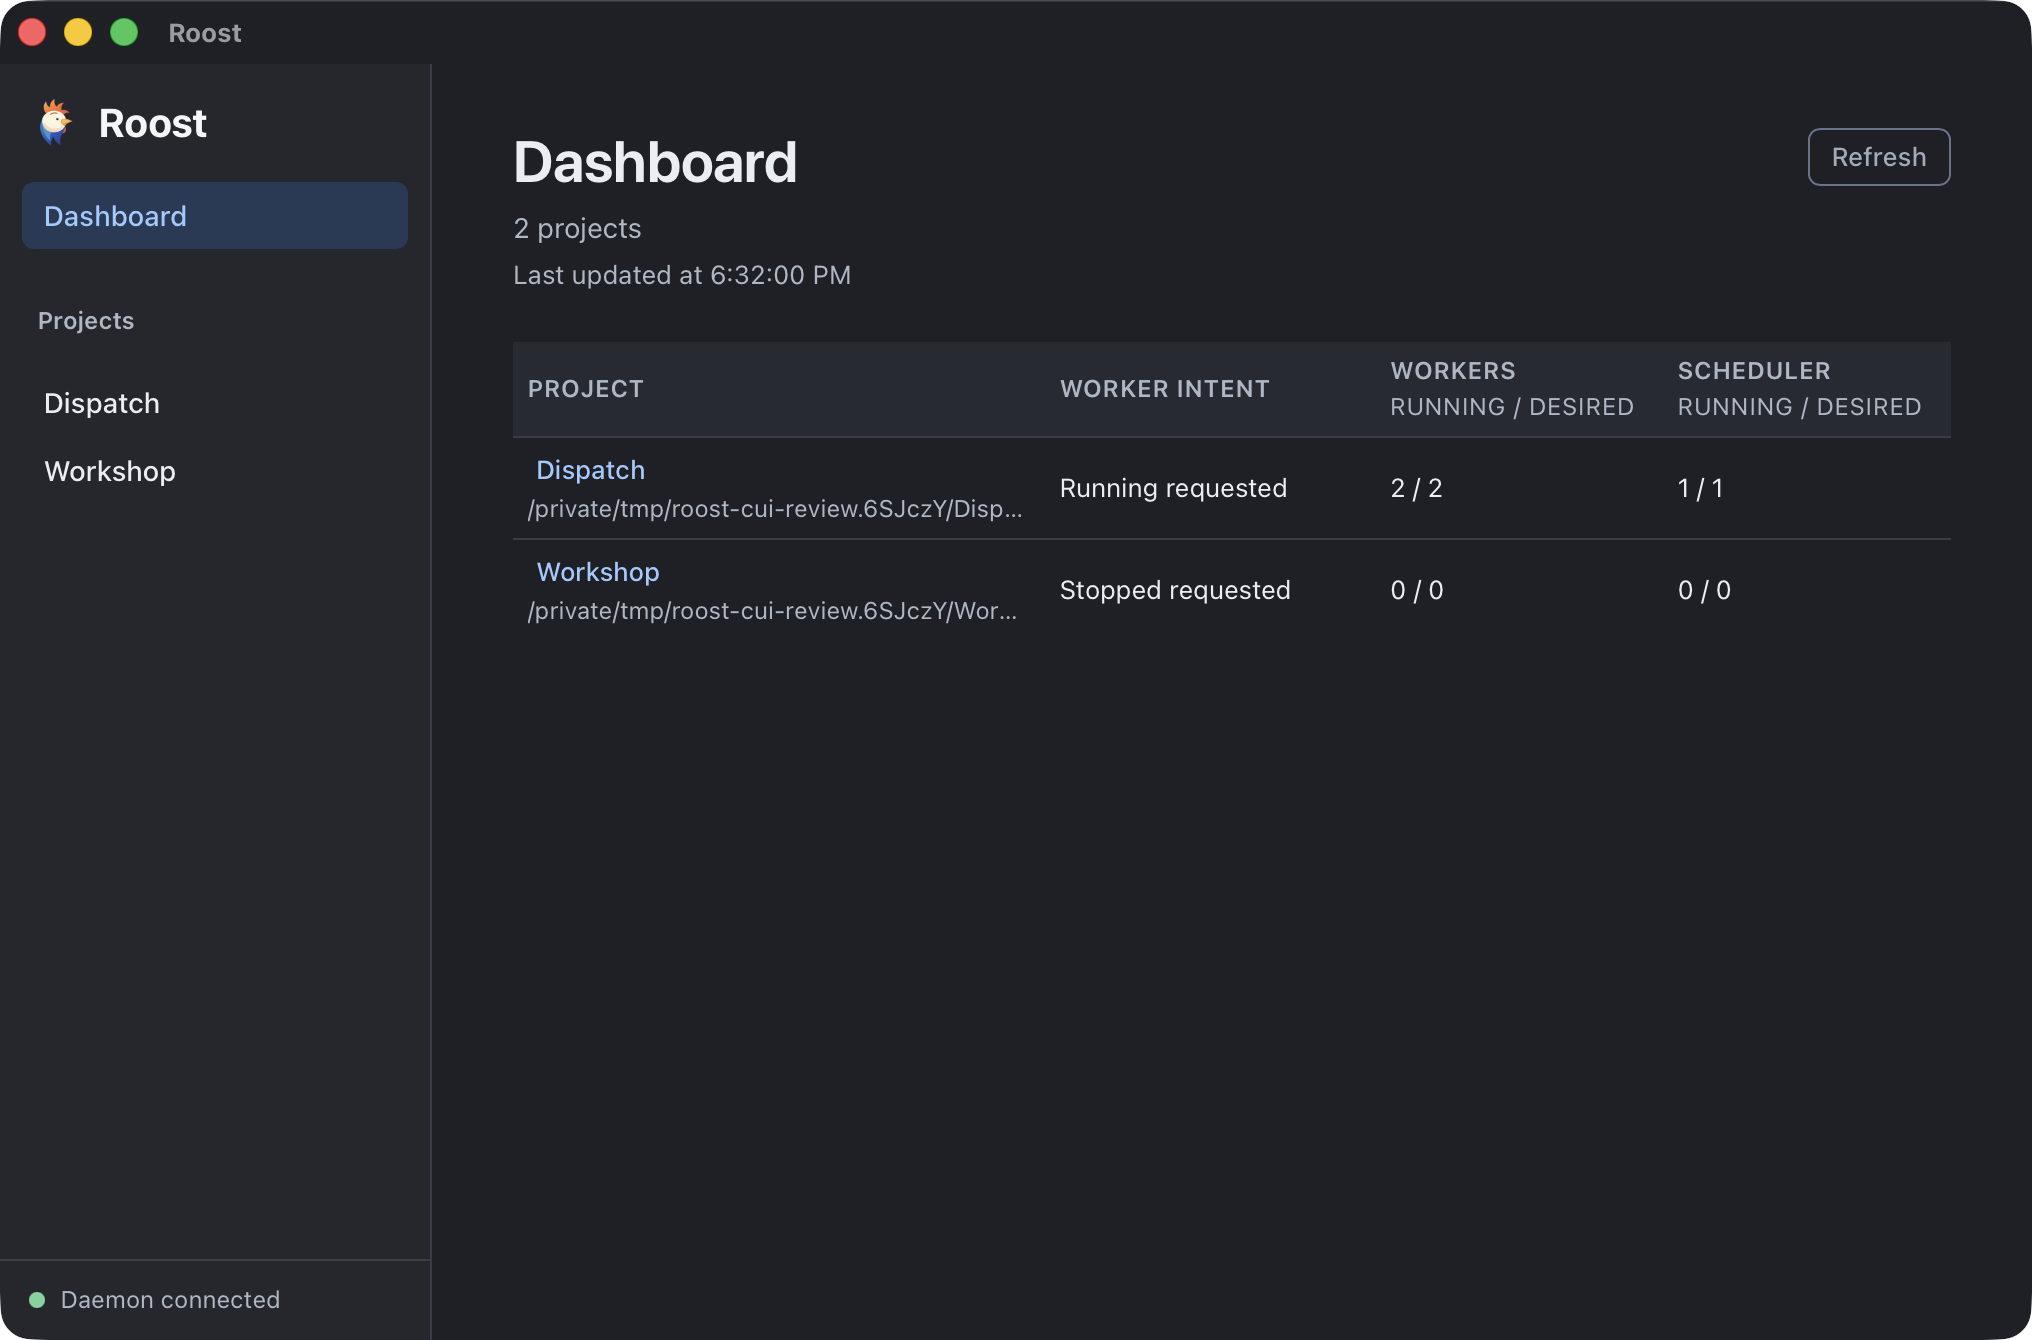 Roost
Roost
Dashboard
Projects
Dispatch
Workshop
Daemon connected
Dashboard
Refresh
2 projects
Last updated at 6:32:00 PM
PROJECT
WORKER INTENT
WORKERS
RUNNING / DESIRED
SCHEDULER
RUNNING / DESIRED
Dispatch
/private/tmp/roost-cui-review.6SJczY/Disp...
Running requested
2 / 2
1 / 1
Workshop
/private/tmp/roost-cui-review.6SJczY/Wor...
Stopped requested
0 / 0
0 / 0